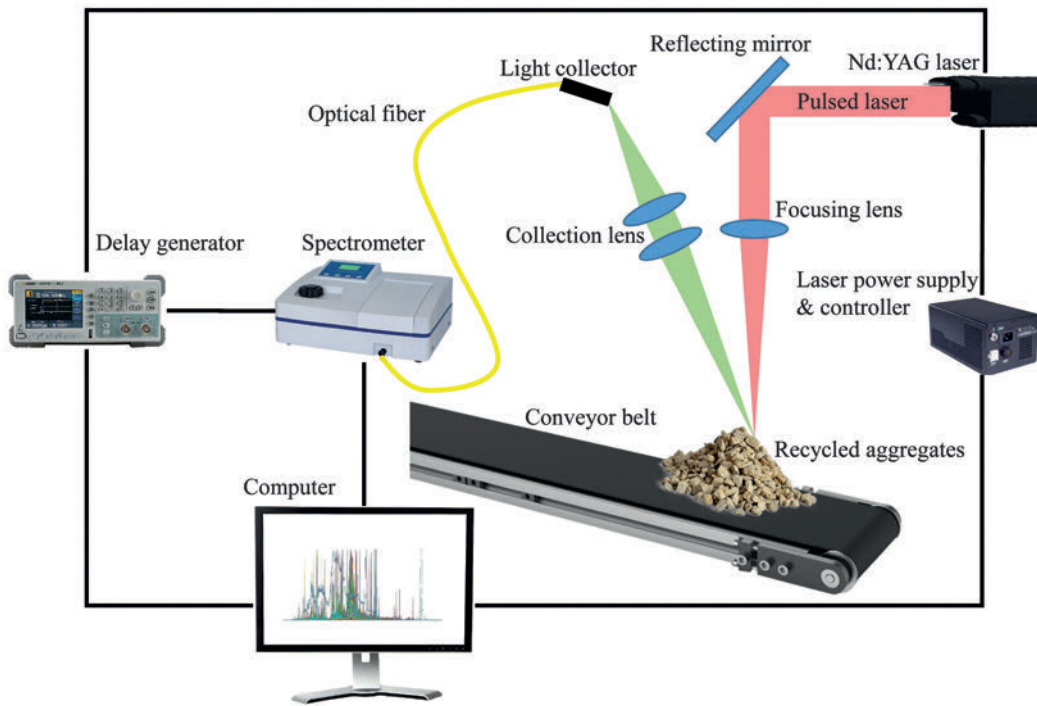 Reflecting mirror
Nd:YAG laser
Light collector
Pulsed laser
Optical fiber
Focusing lens
Collection lens
Delay generator
Spectrometer
Laser power supply
& controller
Conveyor belt
Recycled aggregates
Computer